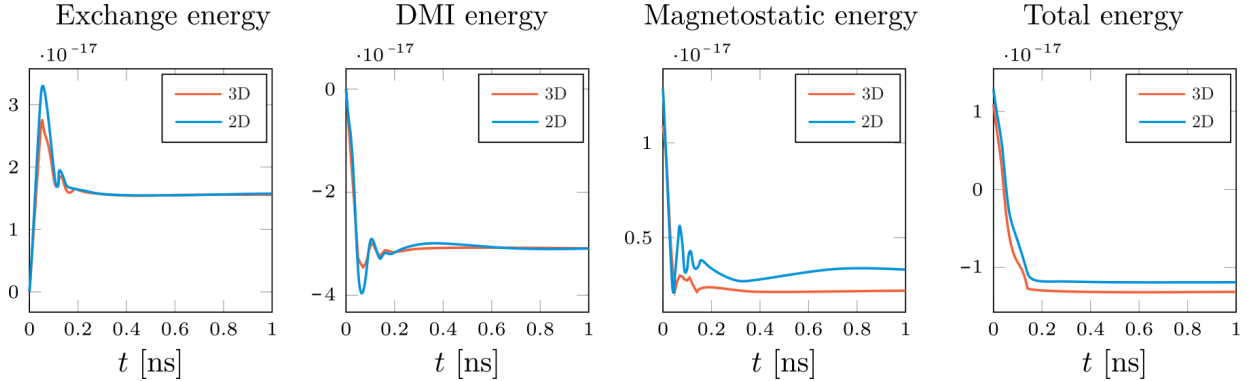 Exchange energy
·10⁻¹⁷
3D
2D
3
2
1
0
0 0.2 0.4 0.6 0.8 1
t [ns]
DMI energy
·10⁻¹⁷
3D
2D
0
−2
−4
0 0.2 0.4 0.6 0.8 1
t [ns]
Magnetostatic energy
·10⁻¹⁷
3D
2D
1
0.5
0 0.2 0.4 0.6 0.8 1
t [ns]
Total energy
·10⁻¹⁷
3D
2D
1
0
−1
0 0.2 0.4 0.6 0.8 1
t [ns]